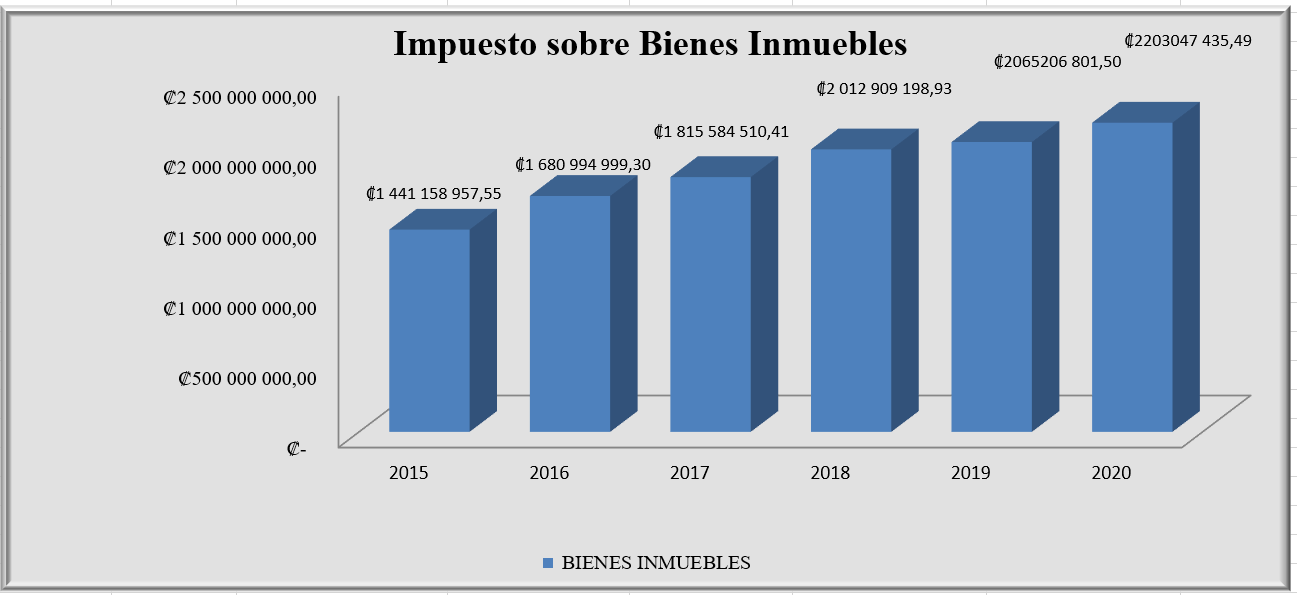 Impuesto sobre Bienes Inmuebles
₡2 500 000 000,00
₡2 000 000 000,00
₡1 500 000 000,00
₡1 000 000 000,00
₡500 000 000,00
₡-
₡1 441 158 957,55
₡1 680 994 999,30
₡1 815 584 510,41
₡2 012 909 198,93
₡2065206 801,50
₡2203047 435,49
2015 2016 2017 2018 2019 2020
BIENES INMUEBLES